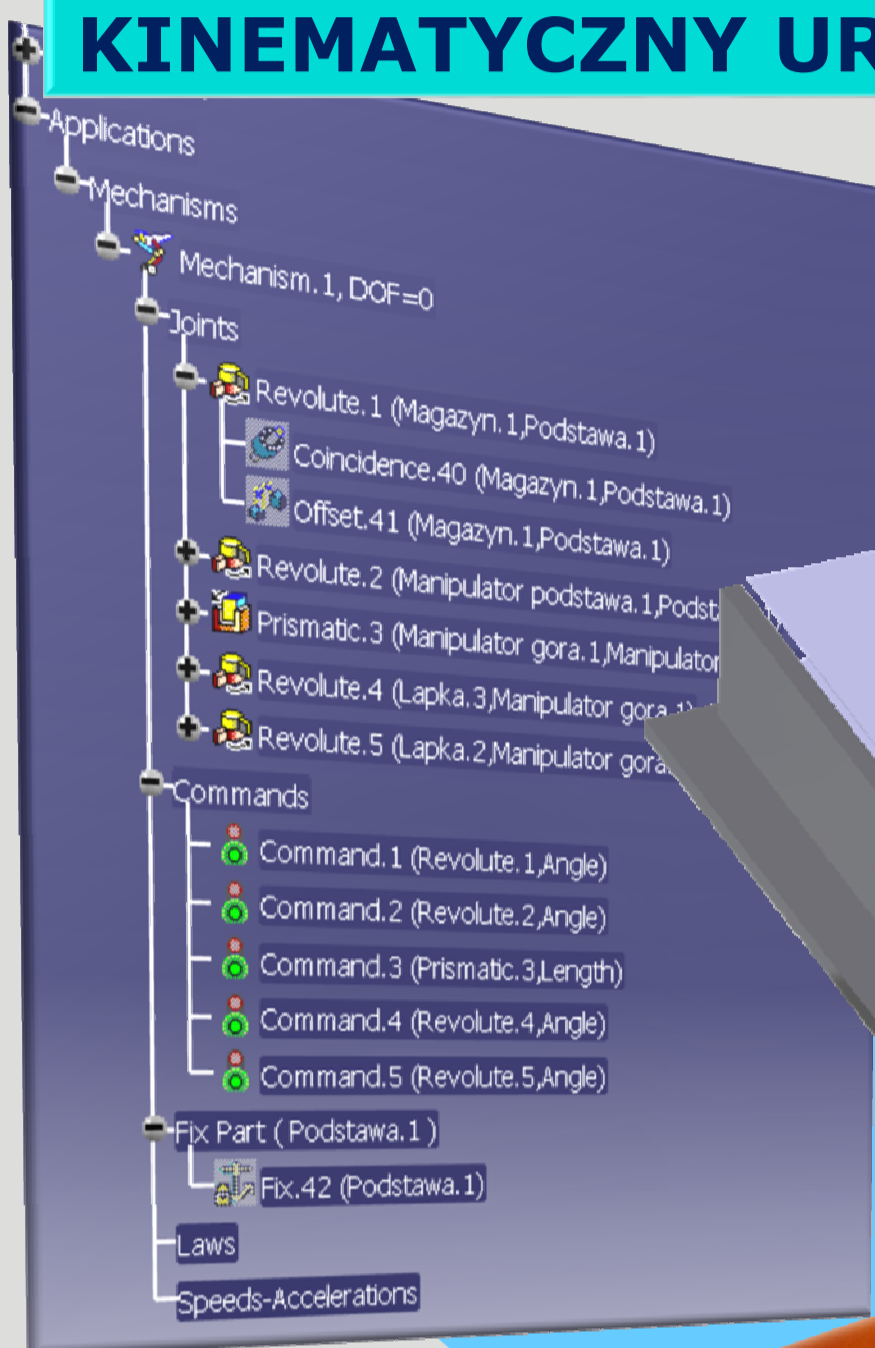 KINEMATYCZNY
Applications
Mechanisms
Mechanism.1, DOF=0
Joints
Revolute.1 (Magazyn.1,Podstawa.1)
Coincidence.40 (Magazyn.1,Podstawa.1)
Offset.41 (Magazyn.1,Podstawa.1)
Revolute.2 (Manipulator podstawa.1,
Prismatic.3 (Manipulator gora.1,Manipulator
Revolute.4 (Lapka.3,Manipulator gora.1)
Revolute.5 (Lapka.2,Manipulator gora.
Commands
Command.1 (Revolute.1,Angle)
Command.2 (Revolute.2,Angle)
Command.3 (Prismatic.3,Length)
Command.4 (Revolute.4,Angle)
Command.5 (Revolute.5,Angle)
Fix Part ( Podstawa.1 )
Fix.42 (Podstawa.1)
Laws
Speeds-Accelerations